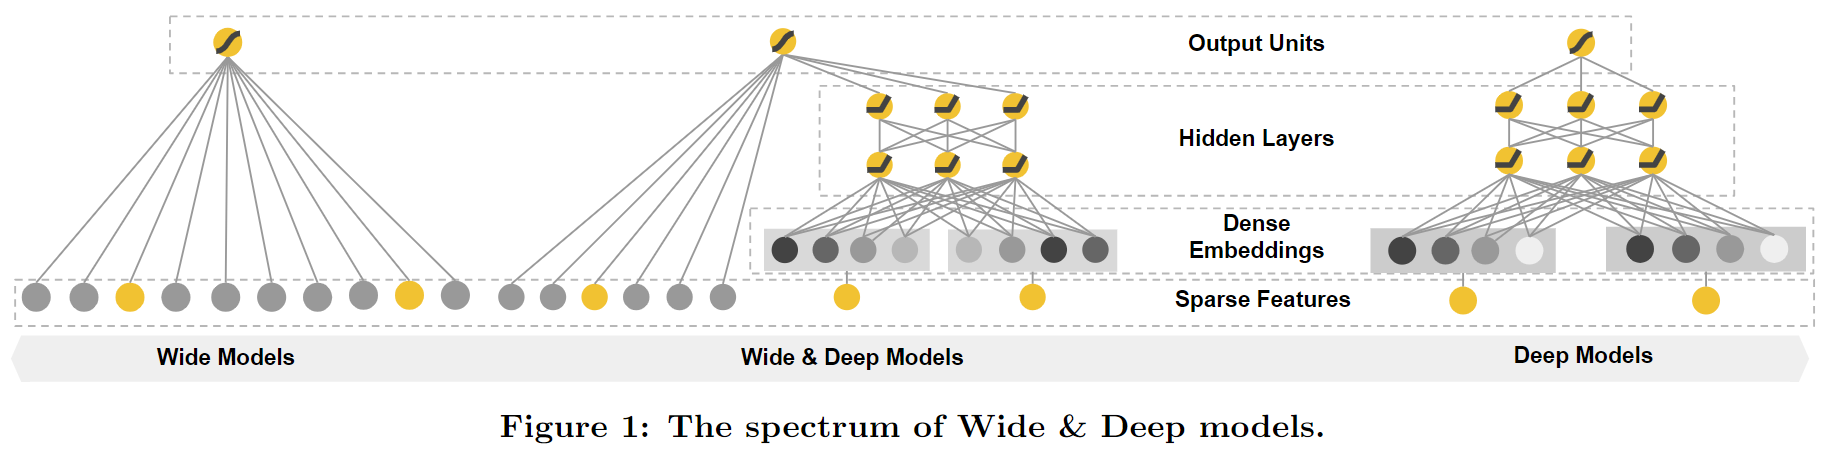 Output Units
Hidden Layers
Dense
Embeddings
Sparse Features
Wide Models
Wide & Deep Models
Deep Models
Figure 1: The spectrum of Wide & Deep models.